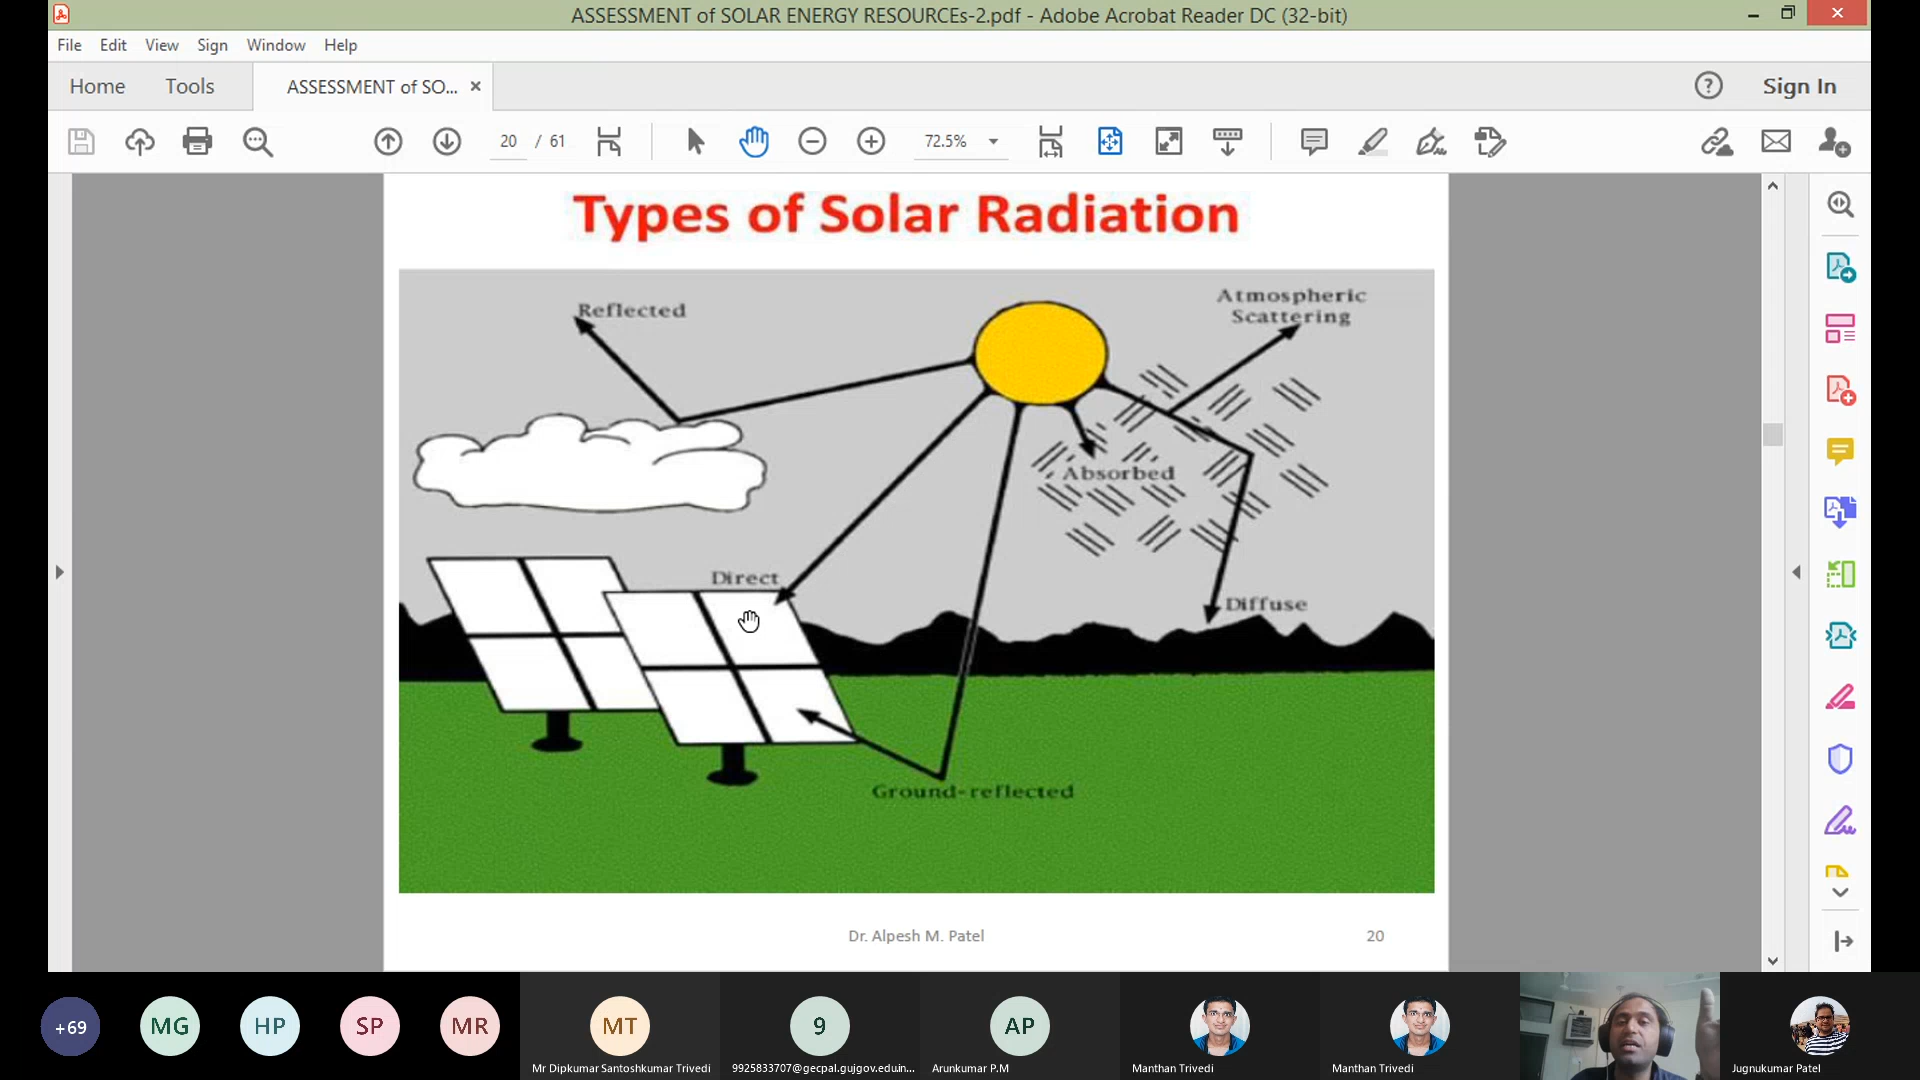 ASSESSMENT of SOLAR ENERGY RESOURCEs-2.pdf - Adobe Acrobat Reader DC (32-bit)
File Edit View Sign Window Help
Home Tools ASSESSMENT of SO... × ? Sign In
20 / 61 72.5%
Types of Solar Radiation
Reflected
Atmospheric
Scattering
Absorbed
Direct
Diffuse
Ground-reflected
Dr. Alpesh M. Patel 20
+69 MG HP SP MR MT 9 AP
Mr Dipkumar Santoshkumar Trivedi 9925833707@gecpal.gujgov.edu.in... Arunkumar P.M Manthan Trivedi Manthan Trivedi Jugnukumar Patel